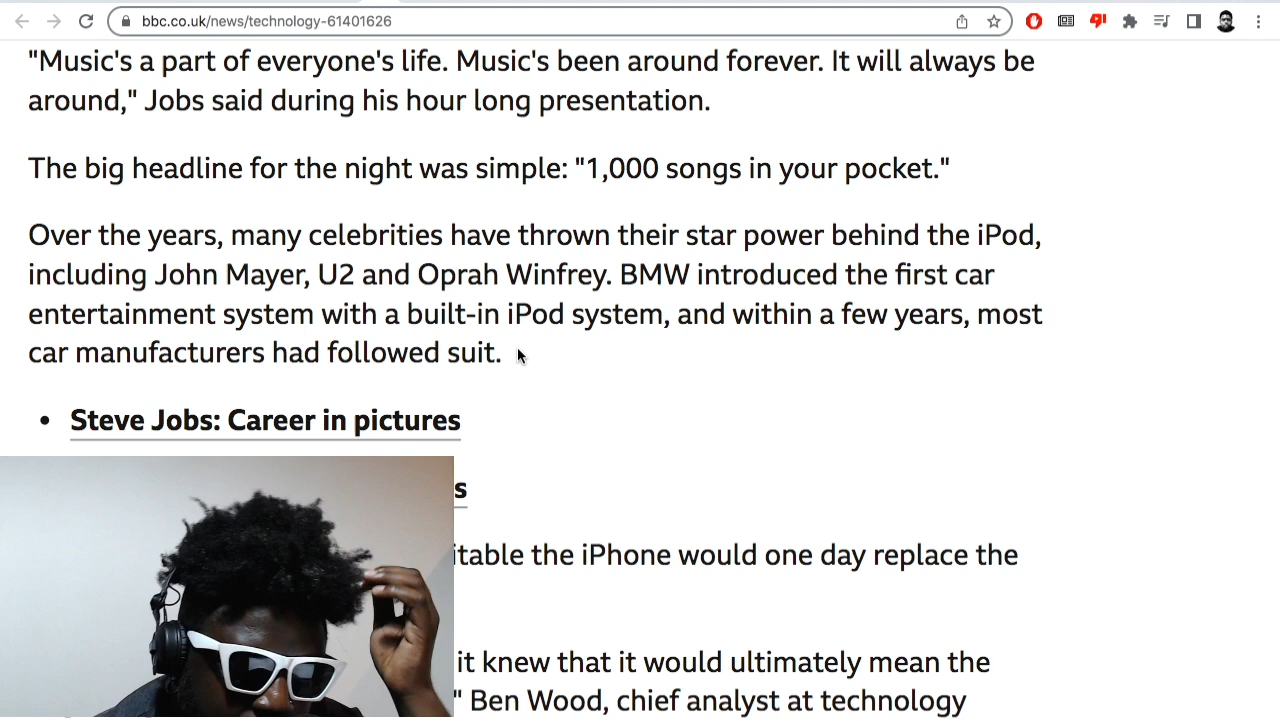 bbc.co.uk/news/technology-61401626
"Music's a part of everyone's life. Music's been around forever. It will always be
around," Jobs said during his hour long presentation.
The big headline for the night was simple: "1,000 songs in your pocket."
Over the years, many celebrities have thrown their star power behind the iPod,
including John Mayer, U2 and Oprah Winfrey. BMW introduced the first car
entertainment system with a built-in iPod system, and within a few years, most
car manufacturers had followed suit.
• Steve Jobs: Career in pictures
s
itable the iPhone would one day replace the
it knew that it would ultimately mean the
" Ben Wood, chief analyst at technology